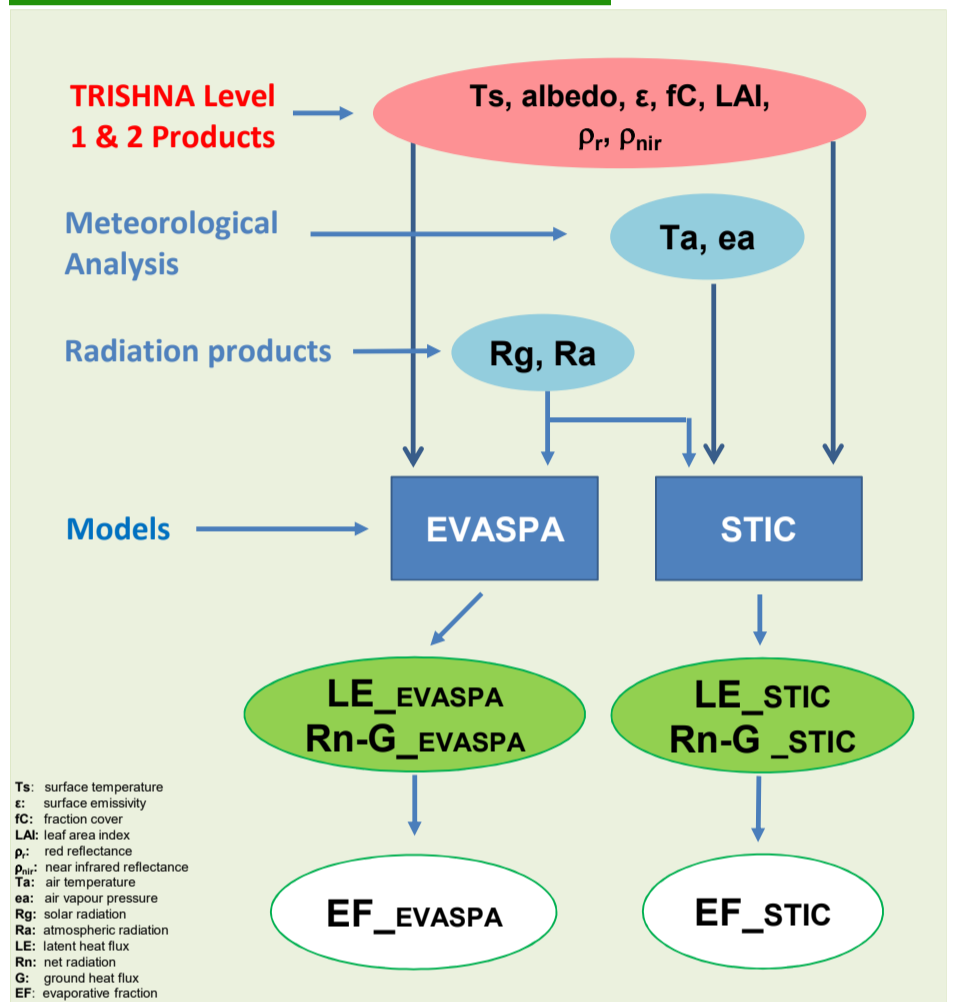 TRISHNA Level
1 & 2 Products
Ts, albedo, ε, fC, LAI,
ρr, ρnir
Meteorological
Analysis
Ta, ea
Radiation products
Rg, Ra
Models
EVASPA
STIC
LE_EVASPA
Rn-G_EVASPA
LE_STIC
Rn-G _STIC
EF_EVASPA
EF_STIC
Ts: surface temperature
ε: surface emissivity
fC: fraction cover
LAI: leaf area index
ρr: red reflectance
ρnir: near infrared reflectance
Ta: air temperature
ea: air vapour pressure
Rg: solar radiation
Ra: atmospheric radiation
LE: latent heat flux
Rn: net radiation
G: ground heat flux
EF: evaporative fraction